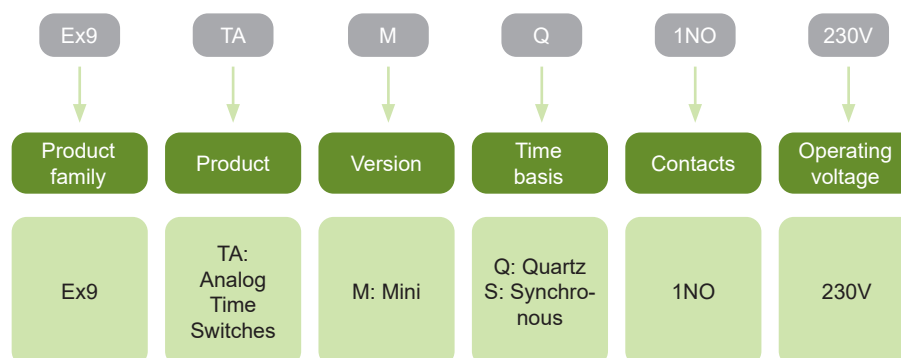 Ex9
TA
M
Q
1NO
230V
Product
family
Product
Version
Time
basis
Contacts
Operating
voltage
Ex9
TA:
Analog
Time
Switches
M: Mini
Q: Quartz
S: Synchro-
nous
1NO
230V